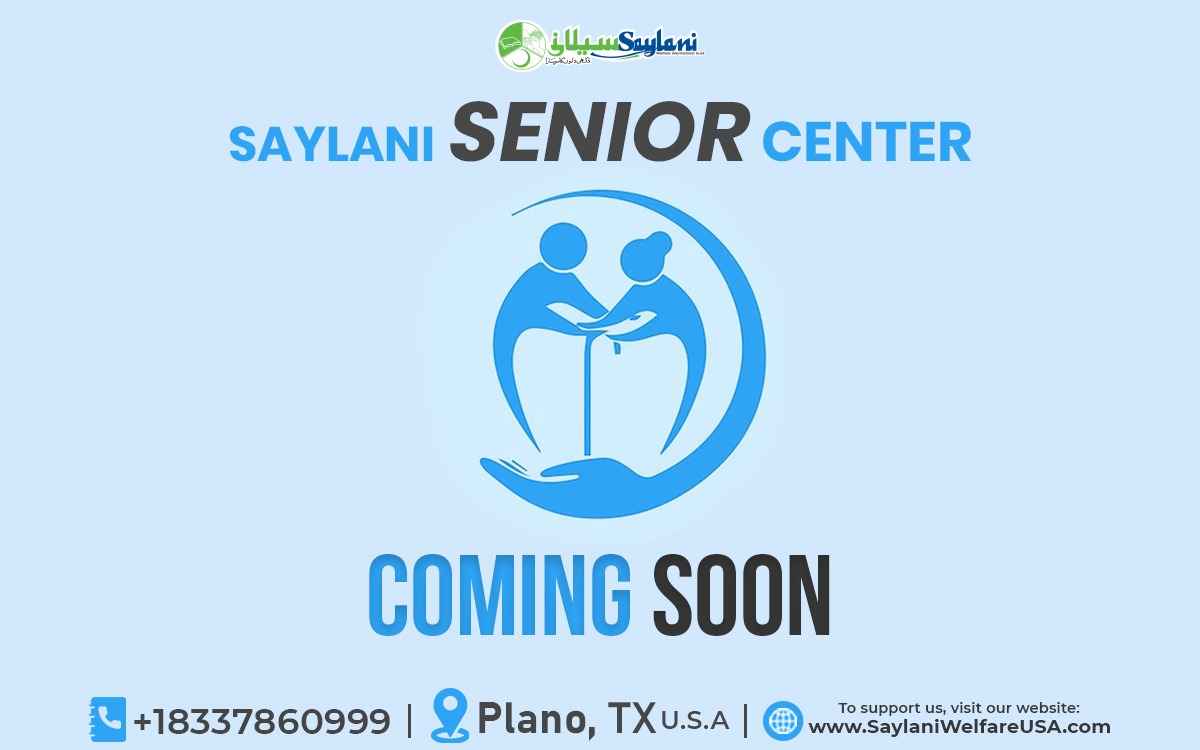 سیلانی Saylani
SAYLANI SENIOR CENTER
COMING SOON
+18337860999 | Plano, TX U.S.A | To support us, visit our website:
www.SaylaniWelfareUSA.com